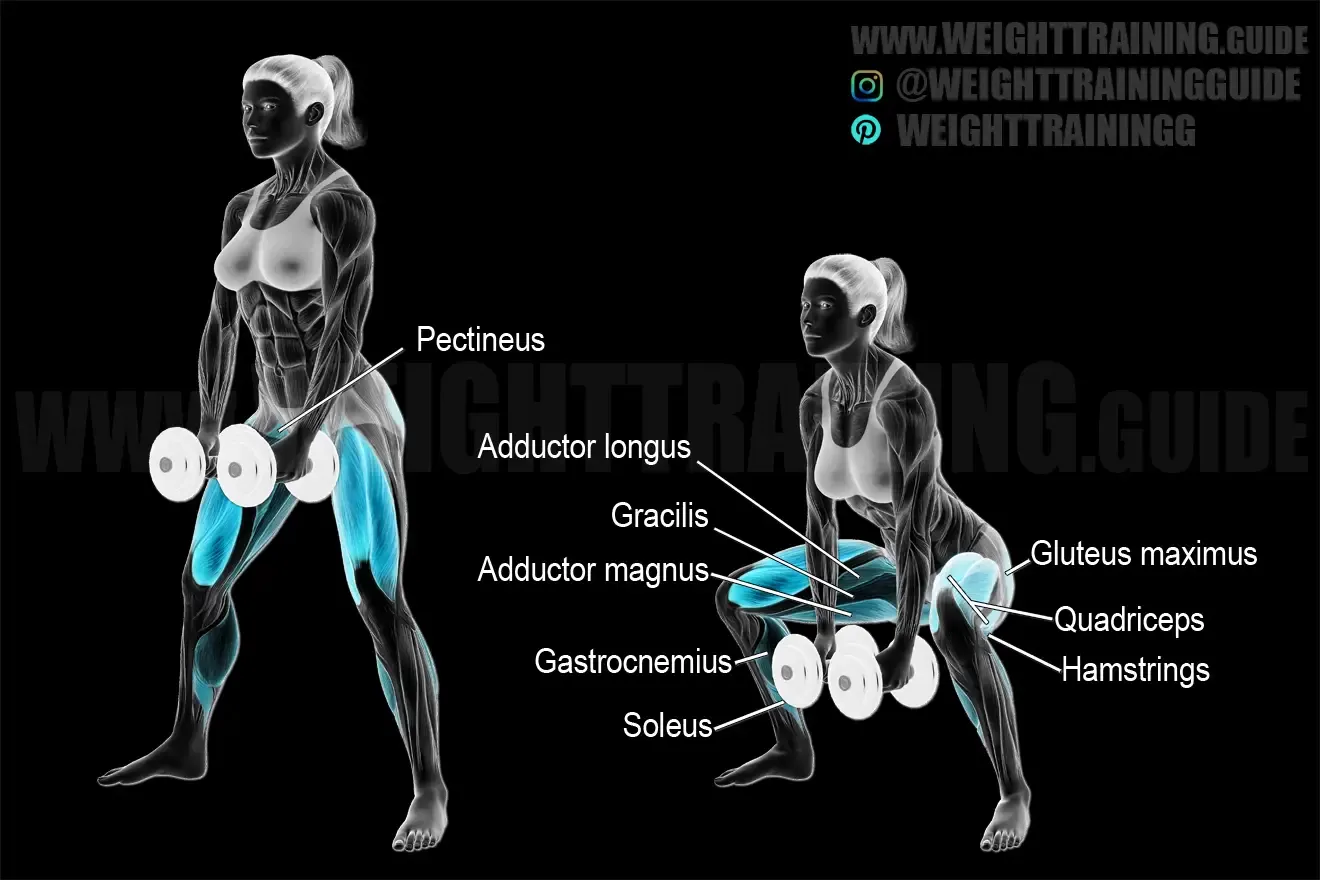 WWW.WEIGHTTRAINING.GUIDE
@WEIGHTTRAININGGUIDE
WEIGHTTRAININGG
Pectineus
WWW.WEIGHTTRAINING.GUIDE
Adductor longus
Gracilis
Adductor magnus
Gluteus maximus
Quadriceps
Gastrocnemius
Hamstrings
Soleus